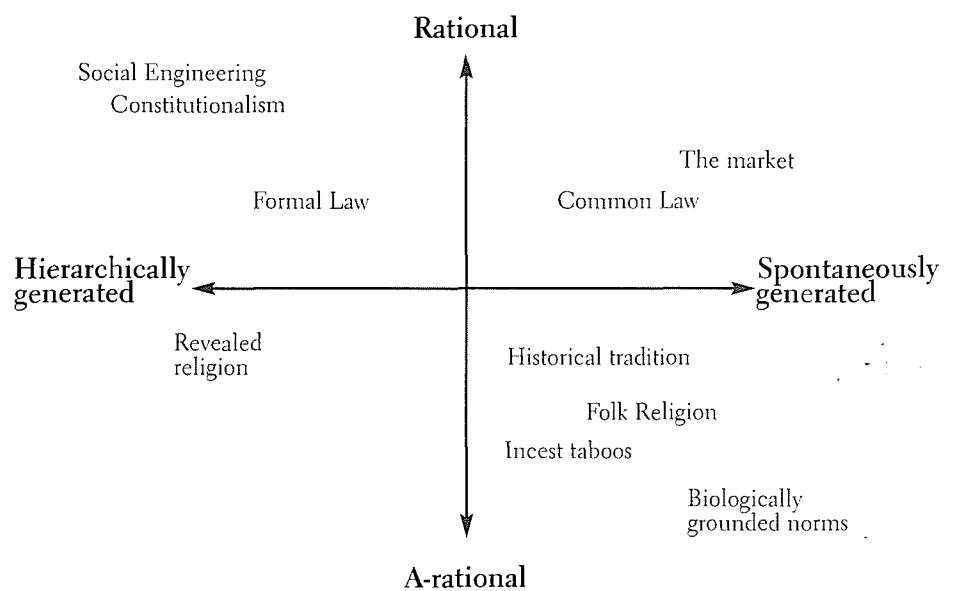 Rational
Social Engineering
Constitutionalism
The market
Formal Law
Common Law
Hierarchically
generated
Spontaneously
generated
Revealed
religion
Historical tradition
Folk Religion
Incest taboos
Biologically
grounded norms
A-rational